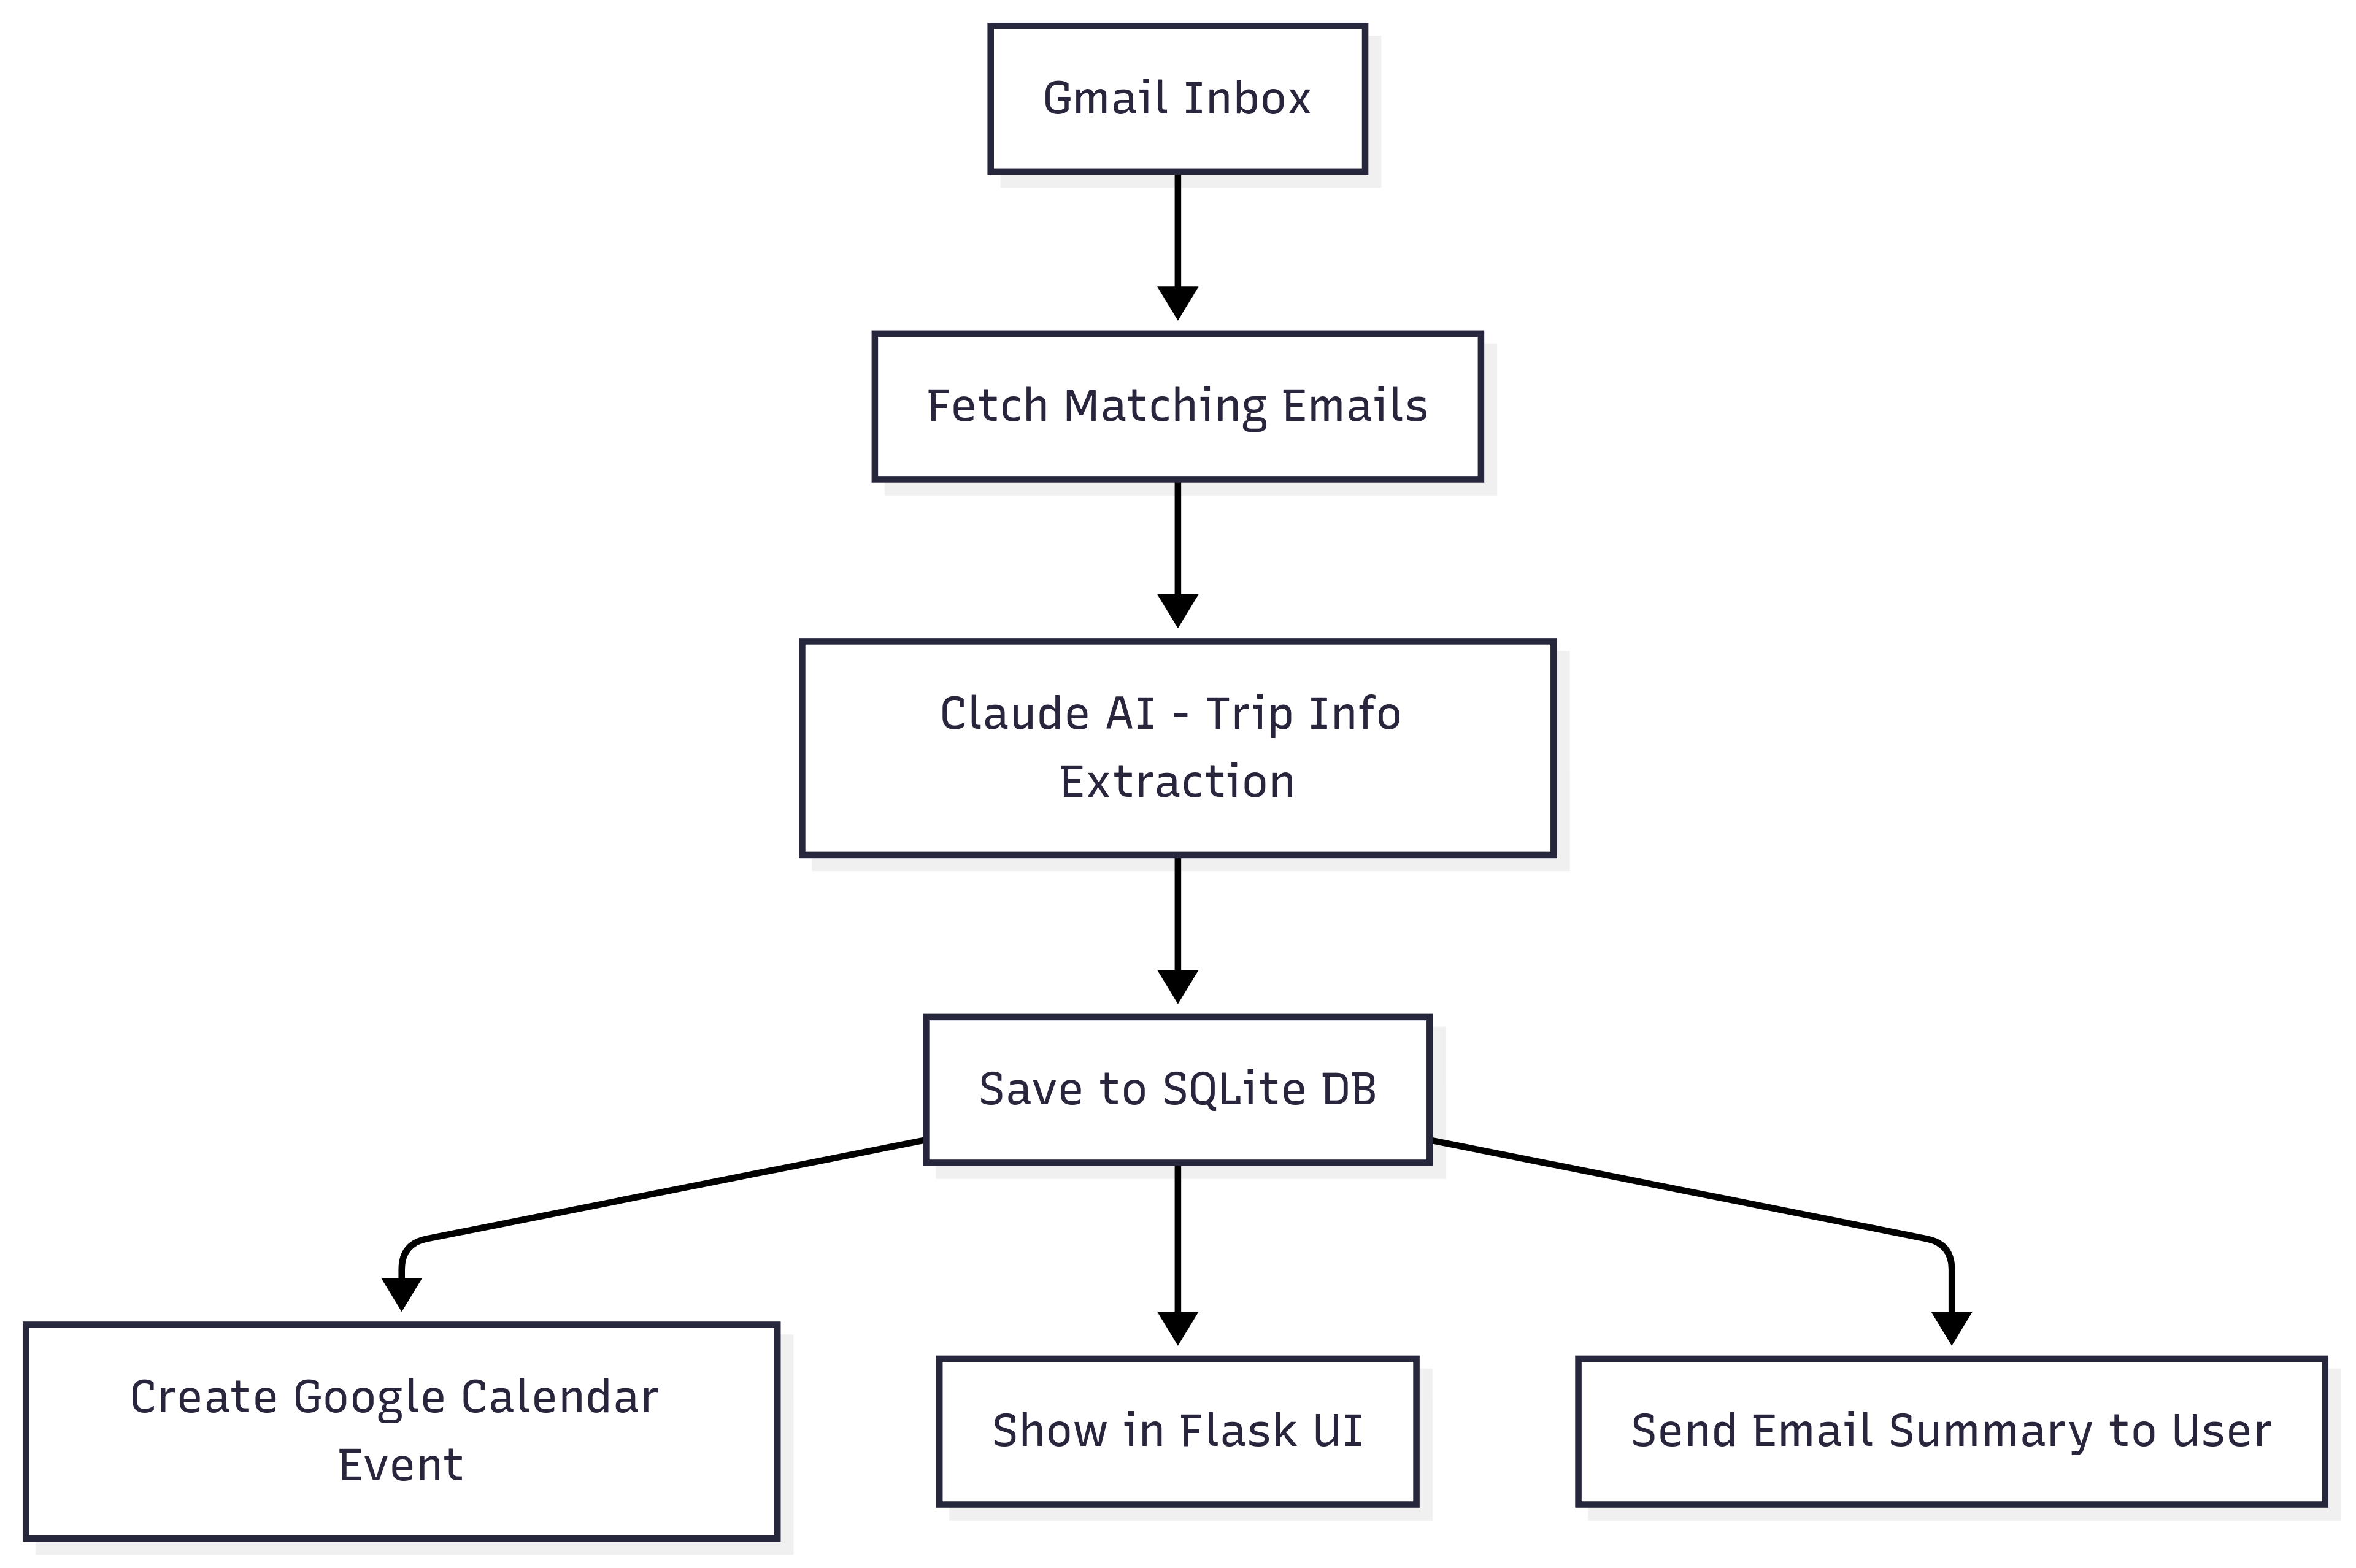 Gmail Inbox
Fetch Matching Emails
Claude AI - Trip Info
Extraction
Save to SQLite DB
Create Google Calendar
Event
Show in Flask UI
Send Email Summary to User